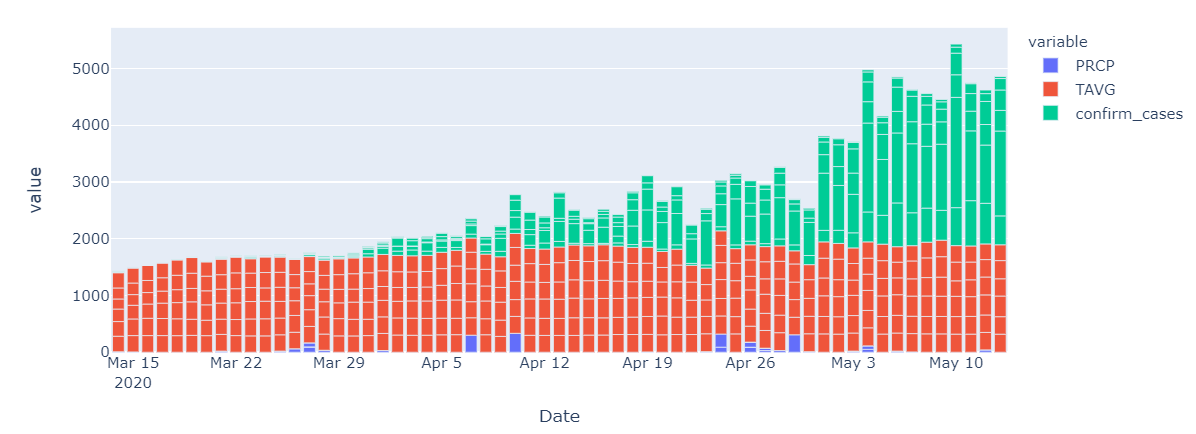 variable
PRCP
TAVG
confirm_cases
value
5000
4000
3000
2000
1000
0
Mar 15 Mar 22 Mar 29 Apr 5 Apr 12 Apr 19 Apr 26 May 3 May 10
2020
Date